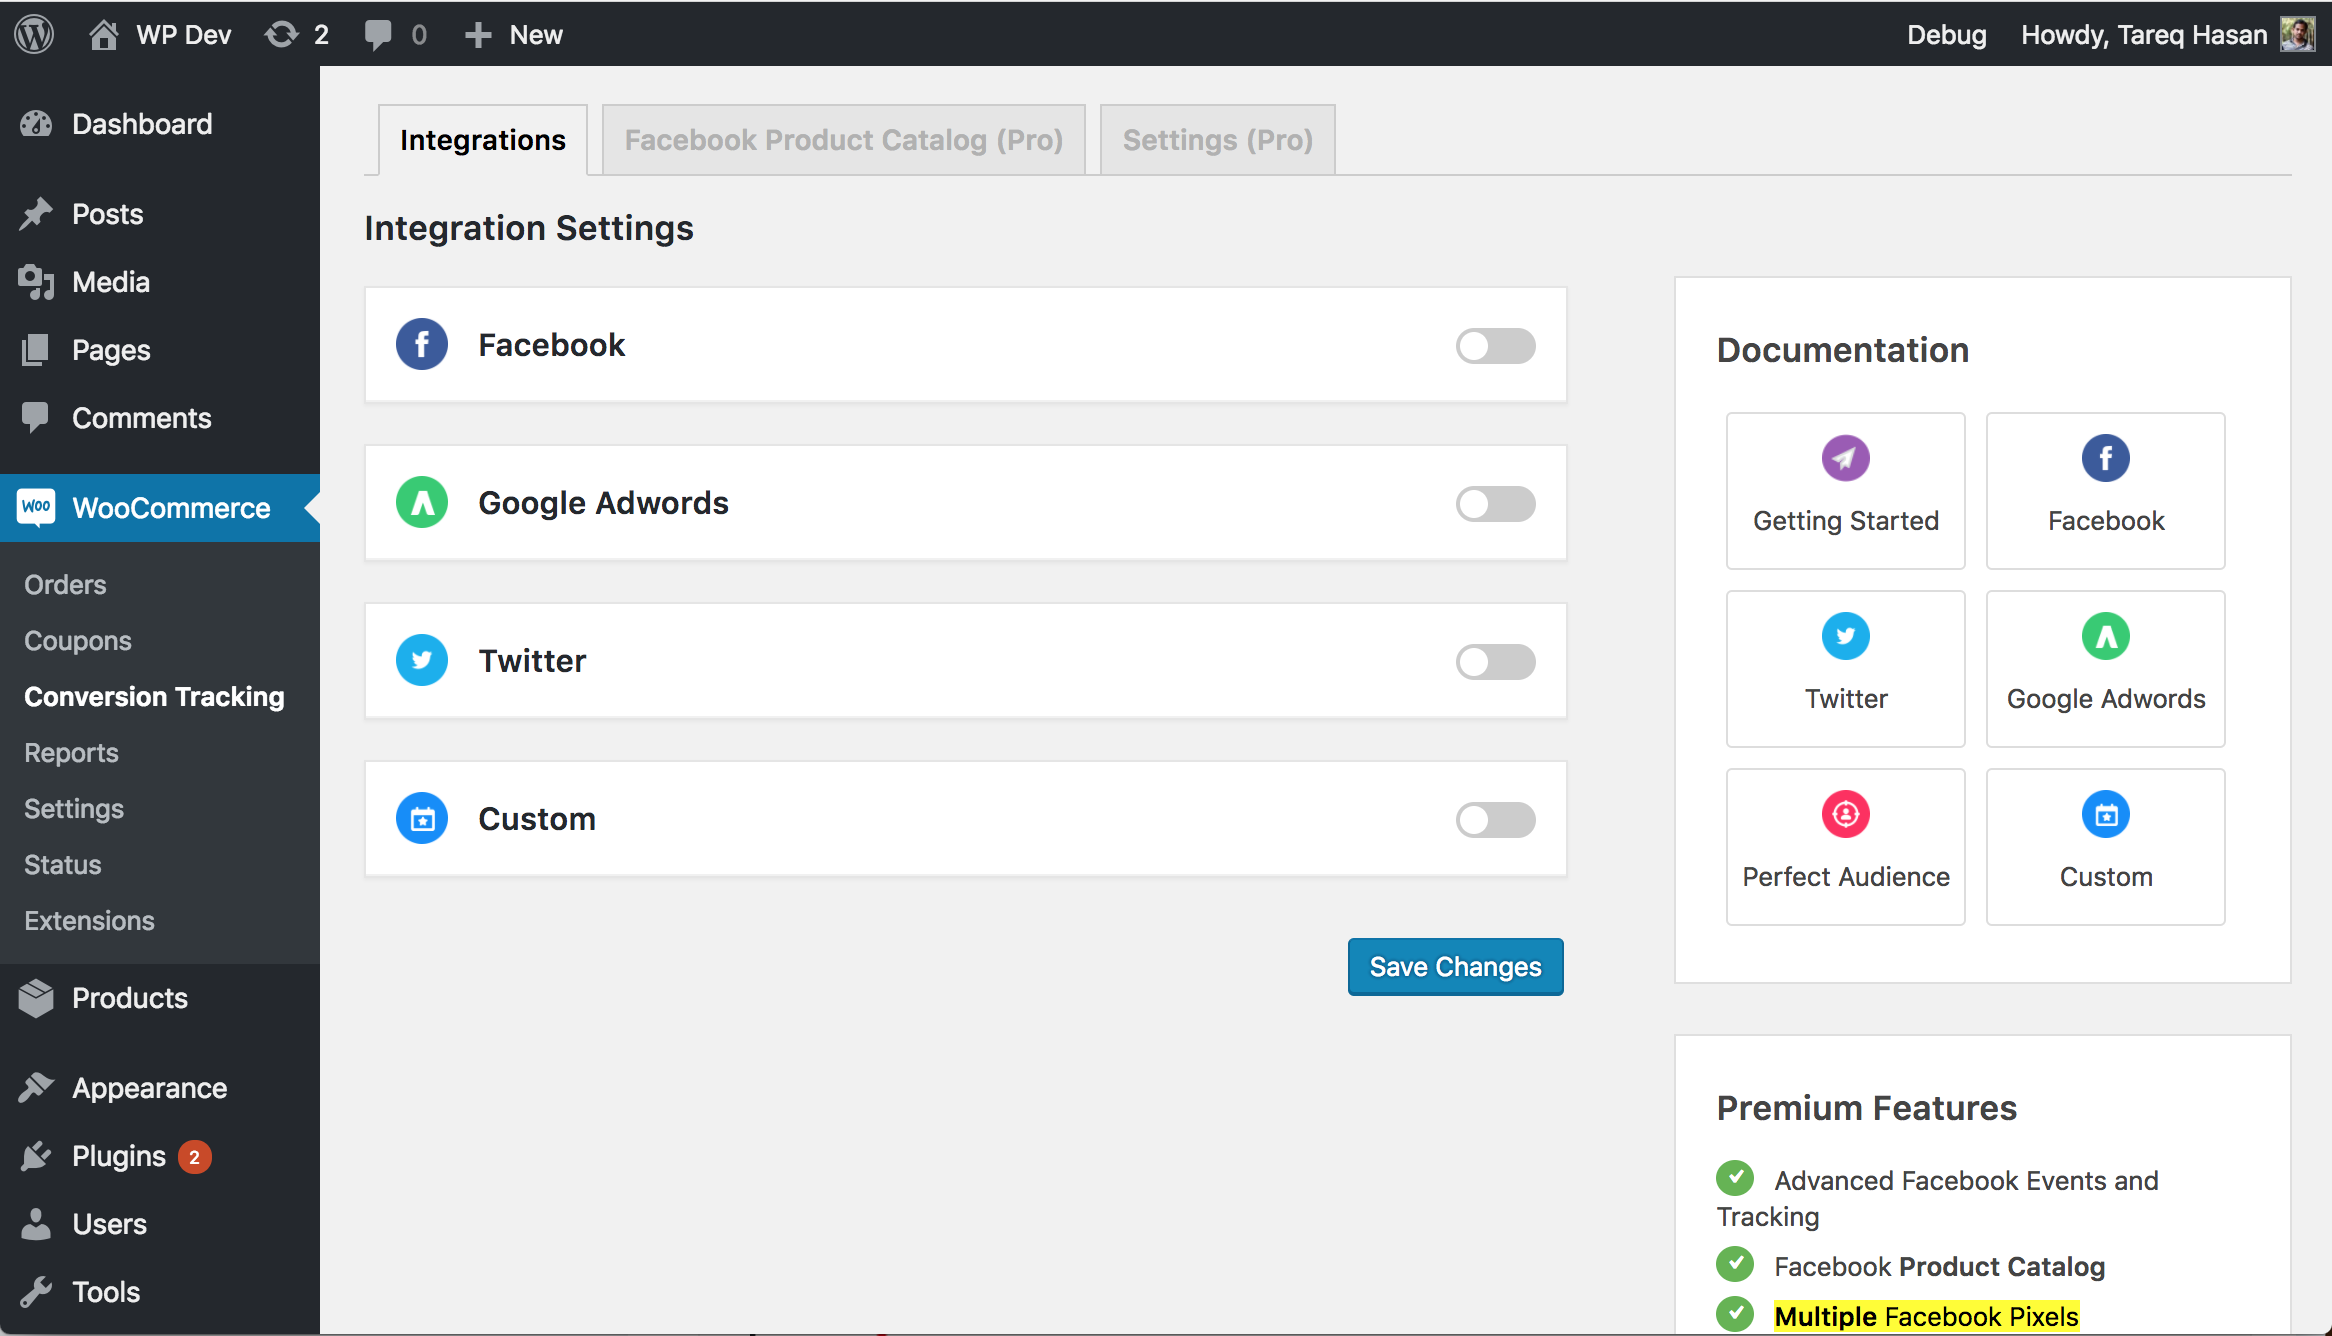 WP Dev 2 0 New Debug Howdy, Tareq Hasan
Dashboard
Posts
Media
Pages
Comments
Woo WooCommerce
Orders
Coupons
Conversion Tracking
Reports
Settings
Status
Extensions
Products
Appearance
Plugins 2
Users
Tools
Integrations Facebook Product Catalog (Pro) Settings (Pro)
Integration Settings
Facebook
Google Adwords
Twitter
Custom
Save Changes
Documentation
Getting Started Facebook
Twitter Google Adwords
Perfect Audience Custom
Premium Features
Advanced Facebook Events and
Tracking
Facebook Product Catalog
Multiple Facebook Pixels